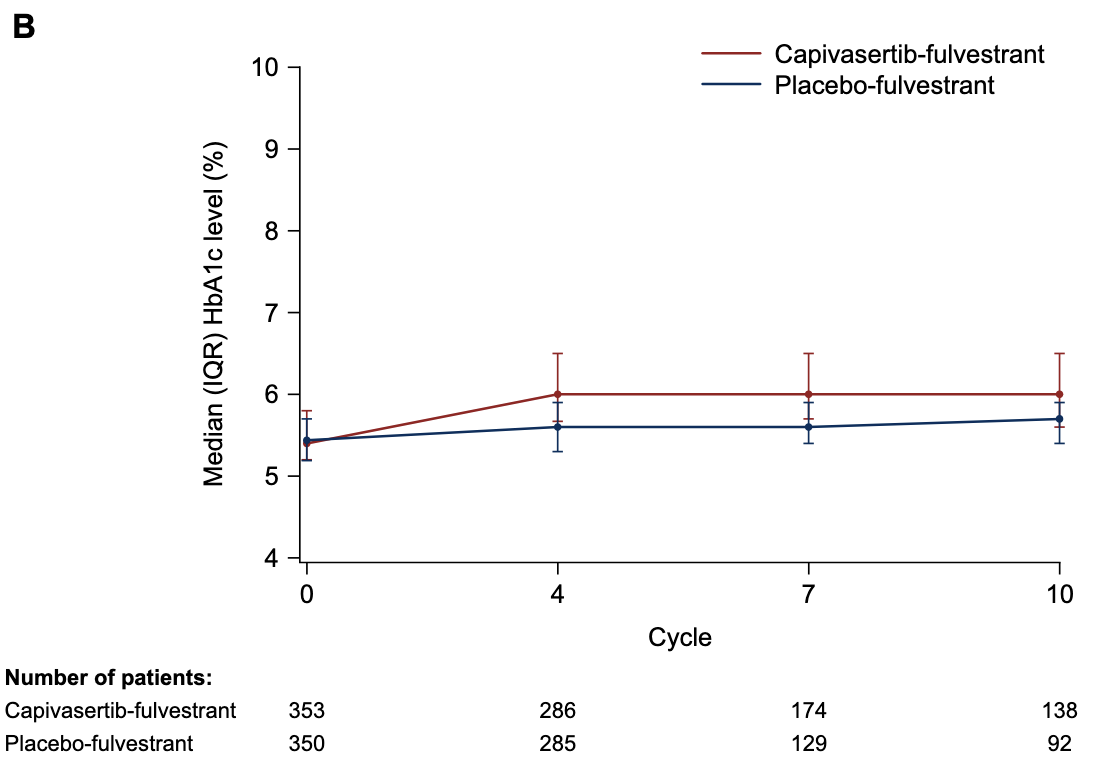 B
Capivasertib-fulvestrant
Placebo-fulvestrant
Median (IQR) HbA1c level (%)
10
9
8
7
6
5
4
0 4 7 10
Cycle
Number of patients:
Capivasertib-fulvestrant 353 286 174 138
Placebo-fulvestrant 350 285 129 92